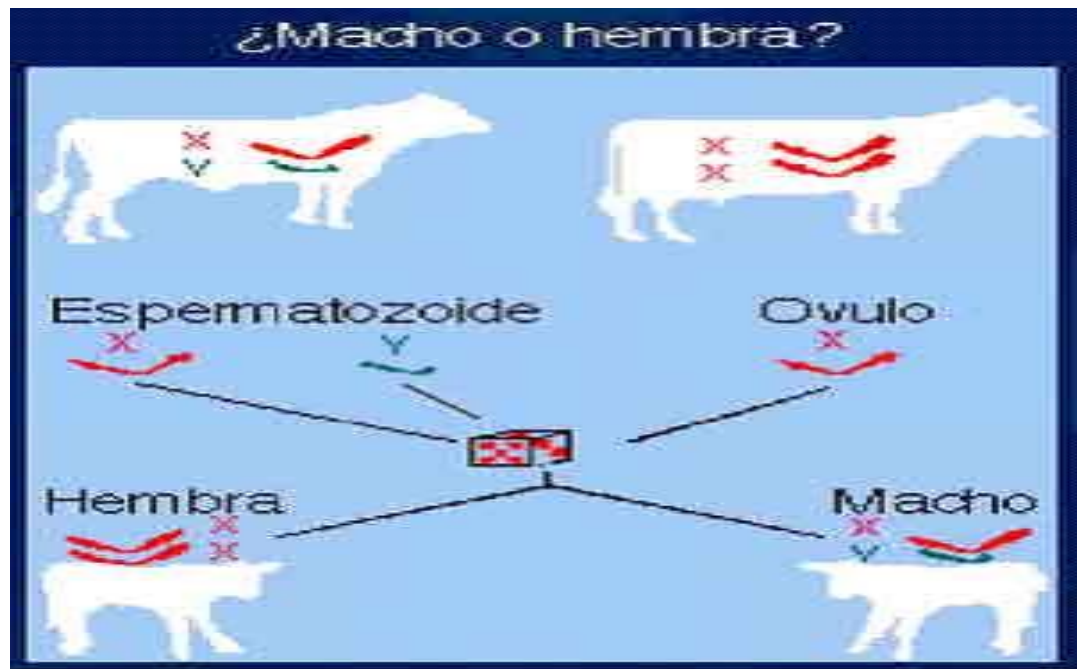 ¿Macho o hembra?
X
Y
X
X
Espermatozoide
Ovulo
X
Y
X
Hembra
X
X
Macho
X
Y